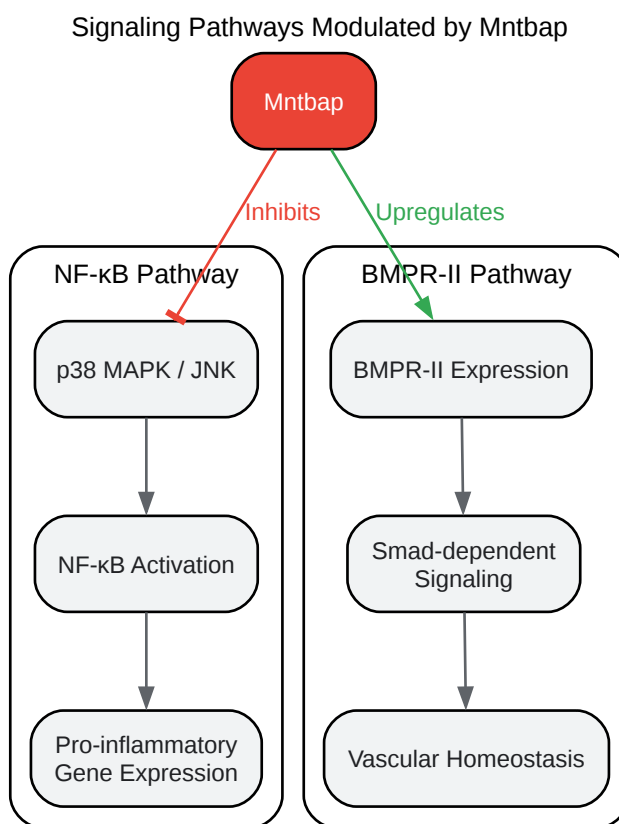 Signaling Pathways Modulated by Mntbap
Mntbap
Inhibits
Upregulates
NF-κB Pathway
p38 MAPK / JNK
NF-κB Activation
Pro-inflammatory
Gene Expression
BMPR-II Pathway
BMPR-II Expression
Smad-dependent
Signaling
Vascular Homeostasis